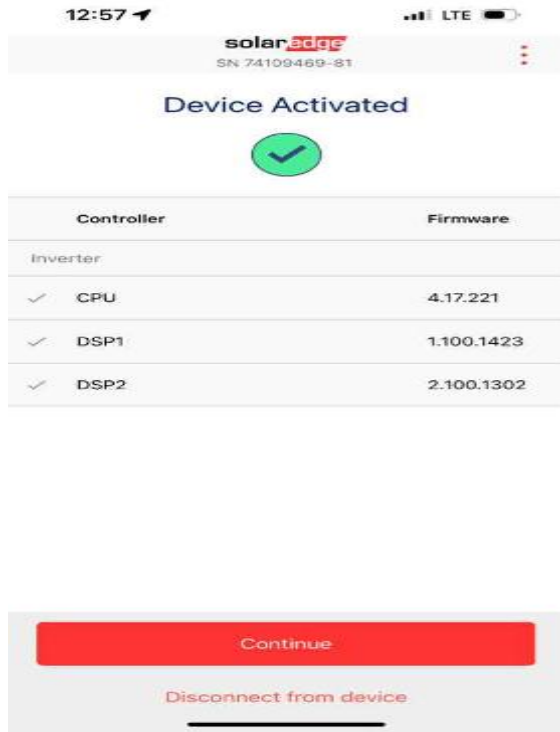 12:57 LTE
solaredge
SN 74109469-81
Device Activated
Controller Firmware
Inverter
CPU 4.17.221
DSP1 1.100.1423
DSP2 2.100.1302
Continue
Disconnect from device